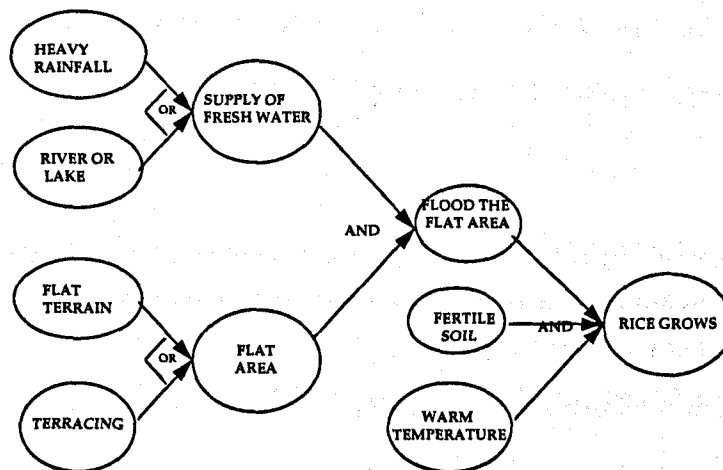 HEAVY
RAINFALL
OR
SUPPLY OF
FRESH WATER
RIVER OR
LAKE
AND
FLOOD THE
FLAT AREA
FLAT
TERRAIN
OR
FLAT
AREA
TERRACING
FERTILE
SOIL
AND
RICE GROWS
WARM
TEMPERATURE